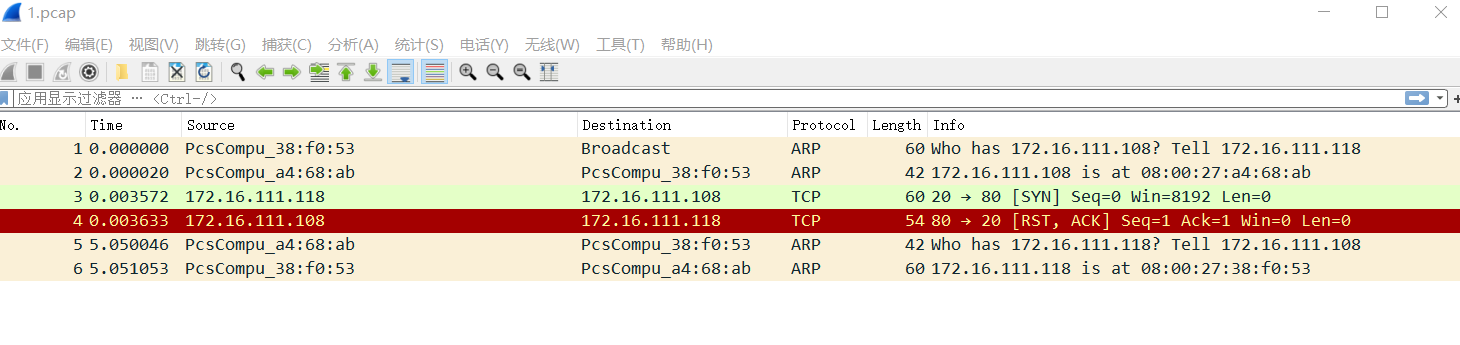 1.pcap
文件(F) 编辑(E) 视图(V) 跳转(G) 捕获(C) 分析(A) 统计(S) 电话(Y) 无线(W) 工具(T) 帮助(H)
应用显示过滤器 … <Ctrl-/>
No. Time Source Destination Protocol Length Info
1 0.000000 PcsCompu_38:f0:53 Broadcast ARP 60 Who has 172.16.111.108? Tell 172.16.111.118
2 0.000020 PcsCompu_a4:68:ab PcsCompu_38:f0:53 ARP 42 172.16.111.108 is at 08:00:27:a4:68:ab
3 0.003572 172.16.111.118 172.16.111.108 TCP 60 20 → 80 [SYN] Seq=0 Win=8192 Len=0
4 0.003633 172.16.111.108 172.16.111.118 TCP 54 80 → 20 [RST, ACK] Seq=1 Ack=1 Win=0 Len=0
5 5.050046 PcsCompu_a4:68:ab PcsCompu_38:f0:53 ARP 42 Who has 172.16.111.118? Tell 172.16.111.108
6 5.051053 PcsCompu_38:f0:53 PcsCompu_a4:68:ab ARP 60 172.16.111.118 is at 08:00:27:38:f0:53